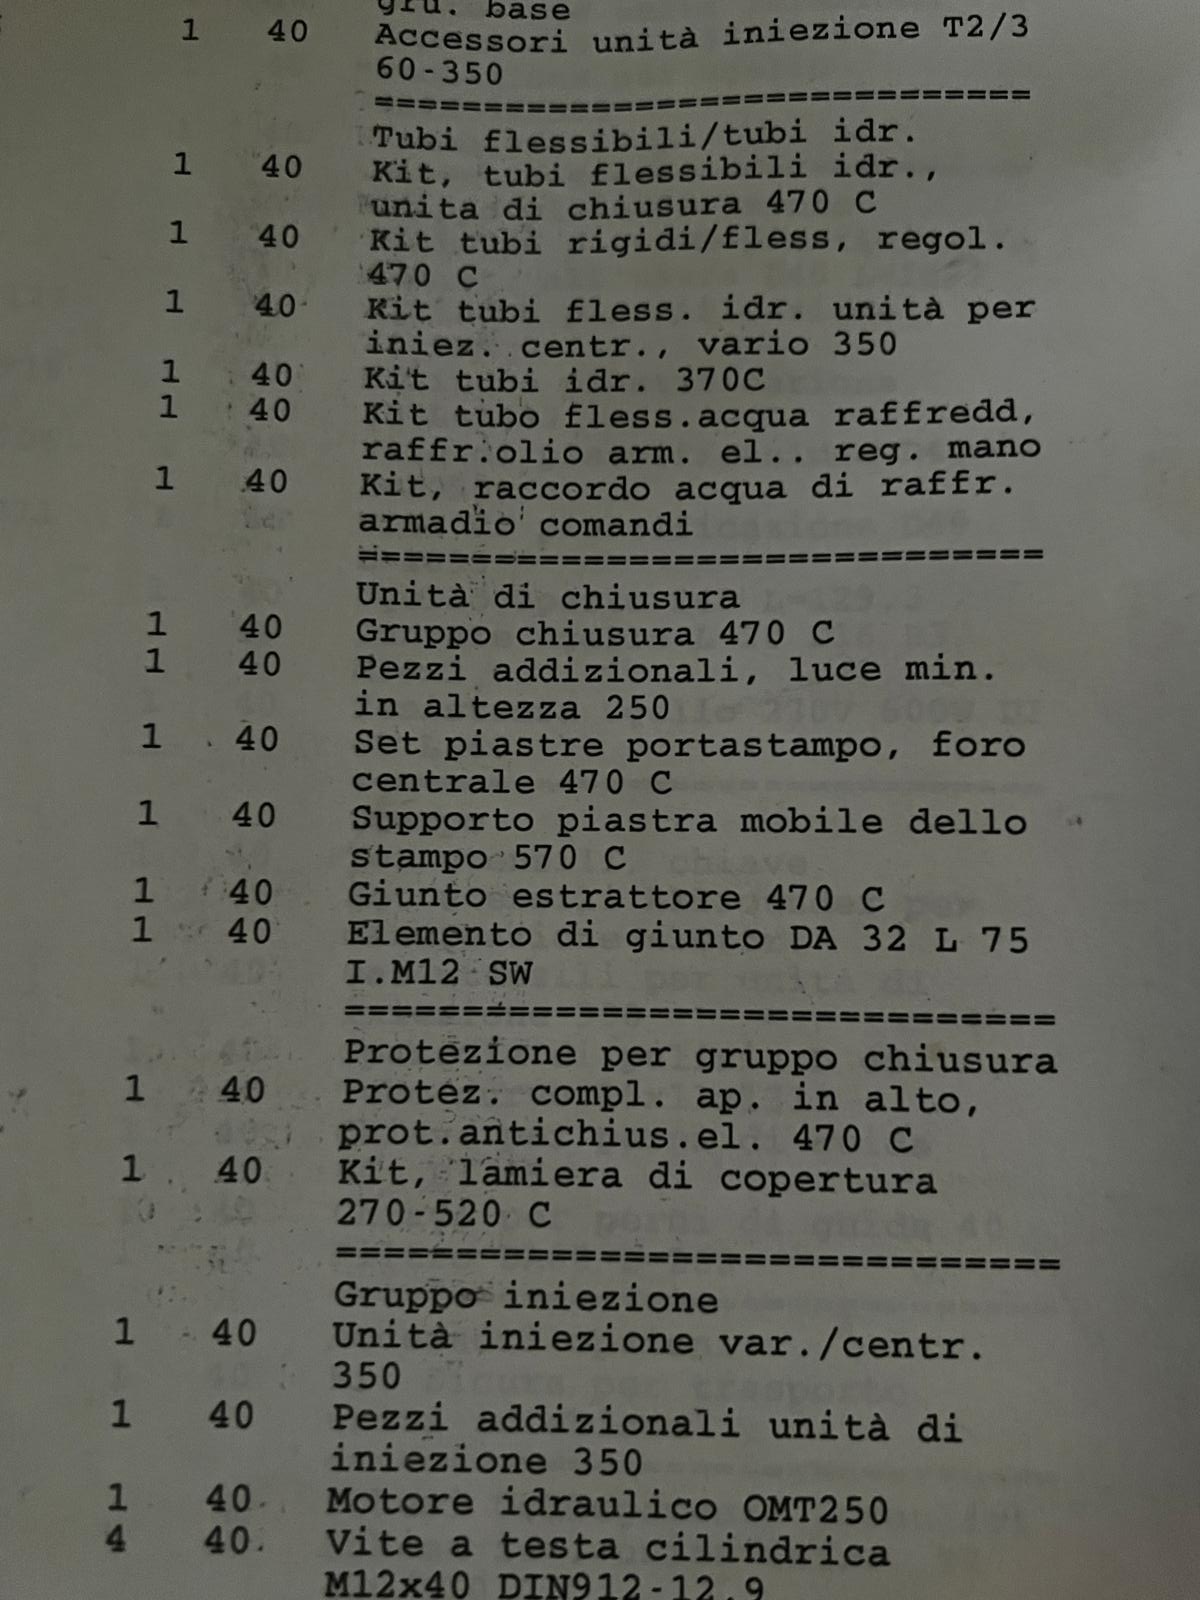 gru. base
1 40 Accessori unità iniezione T2/3
60-350
==============================
Tubi flessibili/tubi idr.
1 40 Kit, tubi flessibili idr.,
unita di chiusura 470 C
1 40 Kit tubi rigidi/fless, regol.
470 C
1 40 Kit tubi fless. idr. unità per
iniez. centr., vario 350
1 40 Kit tubi idr. 370C
1 40 Kit tubo fless.acqua raffredd,
raffr.olio arm. el.. reg. mano
1 40 Kit, raccordo acqua di raffr.
armadio comandi
==============================
Unità di chiusura
1 40 Gruppo chiusura 470 C
1 40 Pezzi addizionali, luce min.
in altezza 250
1 40 Set piastre portastampo, foro
centrale 470 C
1 40 Supporto piastra mobile dello
stampo 570 C
1 40 Giunto estrattore 470 C
1 40 Elemento di giunto DA 32 L 75
I.M12 SW
==============================
Protezione per gruppo chiusura
1 40 Protez. compl. ap. in alto,
prot.antichius.el. 470 C
1 40 Kit, lamiera di copertura
270-520 C
==============================
Gruppo iniezione
1 40 Unità iniezione var./centr.
350
1 40 Pezzi addizionali unità di
iniezione 350
1 40 Motore idraulico OMT250
4 40 Vite a testa cilindrica
M12x40 DIN912-12.9